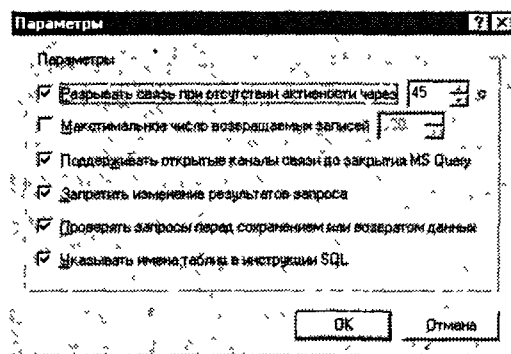 Параметры
Параметры
Разрывать связь при отсутствии активности через 45 с
Максимальное число возвращаемых записей
Поддерживать открытые каналы связи до закрытия MS Query
Запретить изменение результатов запроса
Проверять запросы перед сохранением или возвратом данных
Указывать имена таблиц в инструкции SQL
OK Отмена